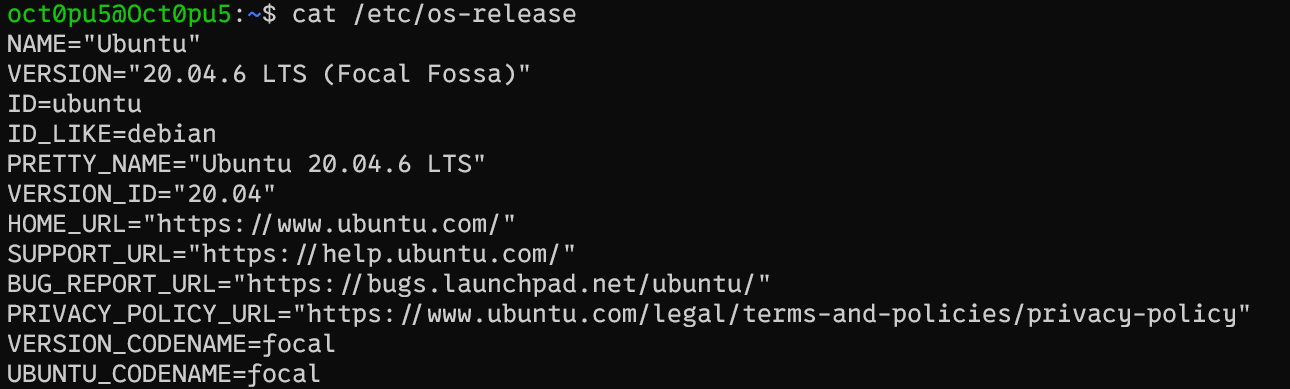 oct0pu5@Oct0pu5:~$ cat /etc/os-release
NAME="Ubuntu"
VERSION="20.04.6 LTS (Focal Fossa)"
ID=ubuntu
ID_LIKE=debian
PRETTY_NAME="Ubuntu 20.04.6 LTS"
VERSION_ID="20.04"
HOME_URL="https://www.ubuntu.com/"
SUPPORT_URL="https://help.ubuntu.com/"
BUG_REPORT_URL="https://bugs.launchpad.net/ubuntu/"
PRIVACY_POLICY_URL="https://www.ubuntu.com/legal/terms-and-policies/privacy-policy"
VERSION_CODENAME=focal
UBUNTU_CODENAME=focal